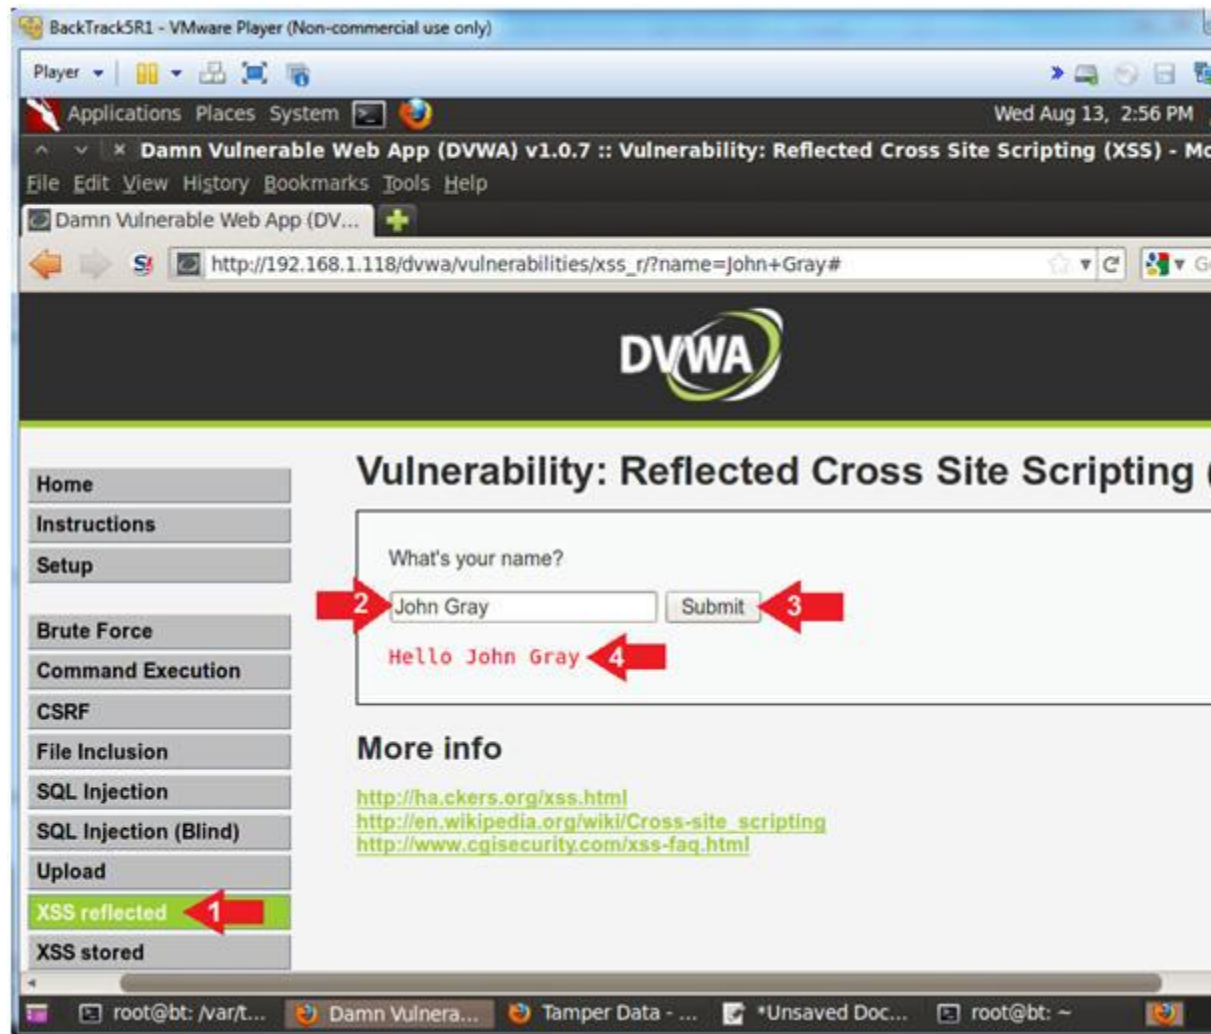 BackTrack5R1 - VMware Player (Non-commercial use only)
Player
Applications Places System
Wed Aug 13, 2:56 PM
Damn Vulnerable Web App (DVWA) v1.0.7 :: Vulnerability: Reflected Cross Site Scripting (XSS) - Mo
File Edit View History Bookmarks Tools Help
Damn Vulnerable Web App (DV...
http://192.168.1.118/dvwa/vulnerabilities/xss_r/?name=John+Gray#
DVWA
Home
Instructions
Setup
Brute Force
Command Execution
CSRF
File Inclusion
SQL Injection
SQL Injection (Blind)
Upload
XSS reflected 1
XSS stored
Vulnerability: Reflected Cross Site Scripting (
What's your name?
2 John Gray Submit 3
Hello John Gray 4
More info
http://ha.ckers.org/xss.html
http://en.wikipedia.org/wiki/Cross-site_scripting
http://www.cgisecurity.com/xss-faq.html
root@bt: /var/t... Damn Vulnera... Tamper Data - ... *Unsaved Doc... root@bt: ~